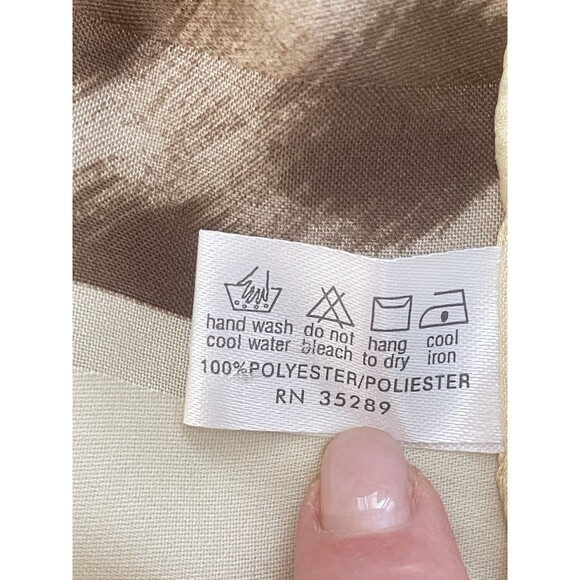 hand wash do not hang cool
cool water bleach to dry iron
100%POLYESTER/POLIESTER
RN 35289